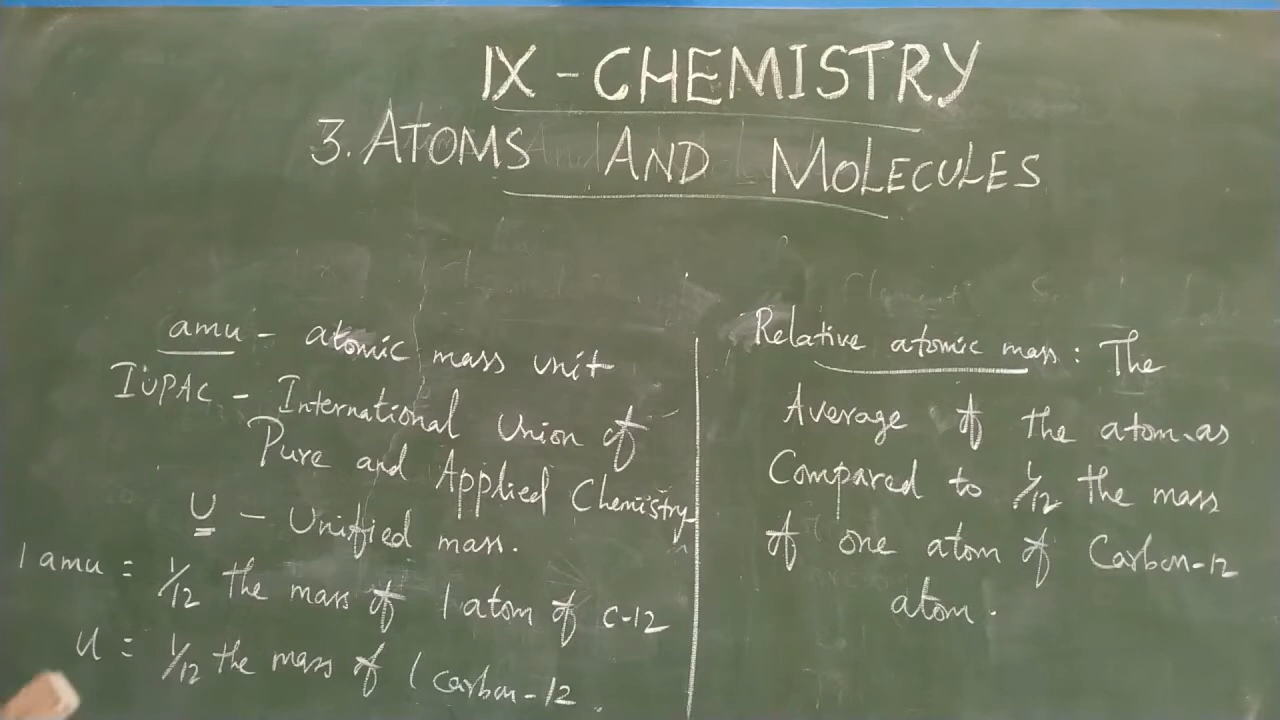 IX - CHEMISTRY
3. ATOMS AND MOLECULES
amu - atomic mass unit
IUPAC - International Union of
Pure and Applied Chemistry
U - Unified mass.
1 amu = 1/12 the mass of 1 atom of C-12
u = 1/12 the mass of 1 carbon-12.
Relative atomic mass : The
Average of the atom as
Compared to 1/12 the mass
of one atom of Carbon-12
atom.